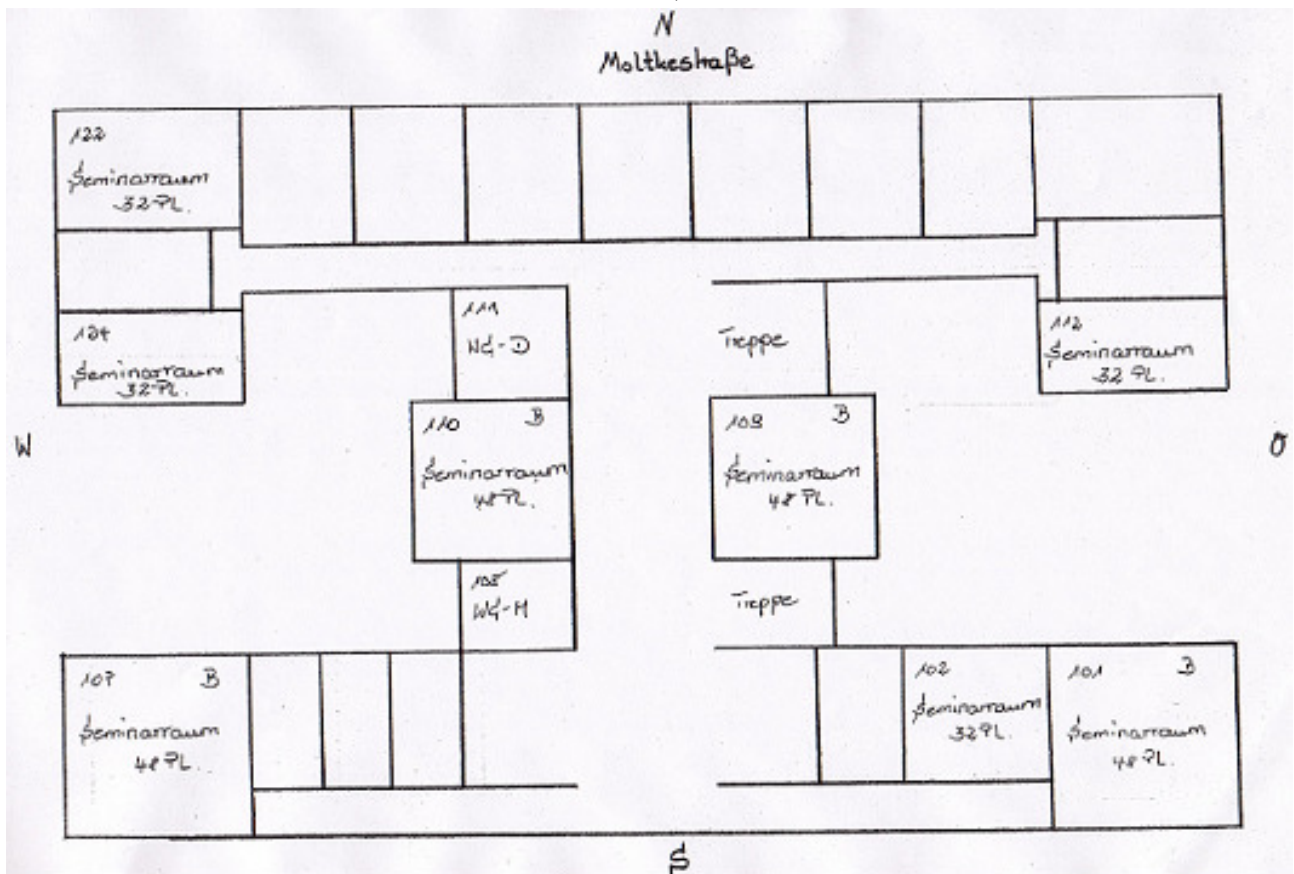 N
Moltkestraße
122
Seminarraum
32 Pl.
124
Seminarraum
32 Pl.
111
WC-D
Treppe
112
Seminarraum
32 Pl.
W
110 B
Seminarraum
48 Pl.
109 B
Seminarraum
48 Pl.
O
108
WC-H
Treppe
107 B
Seminarraum
48 Pl.
102
Seminarraum
32 Pl.
101 B
Seminarraum
48 Pl.
S